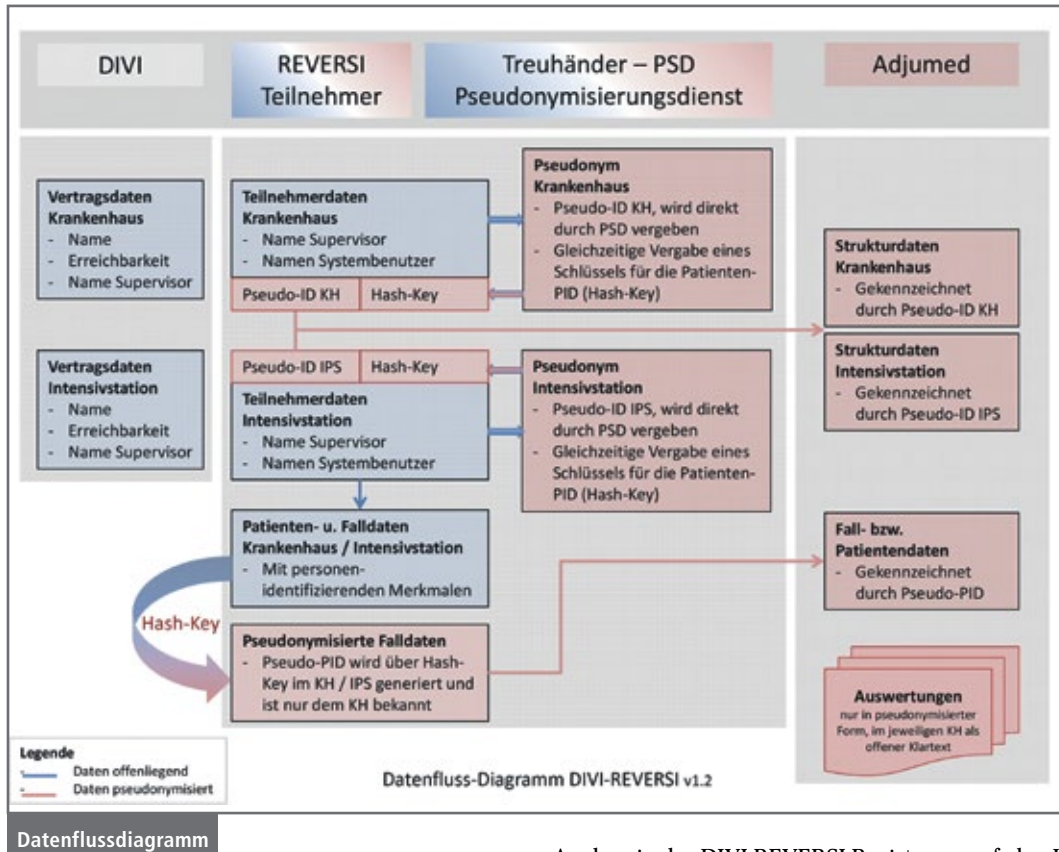 DIVI
REVERSI
Teilnehmer
Treuhänder – PSD
Pseudonymisierungsdienst
Adjumed
Vertragsdaten
Krankenhaus
- Name
- Erreichbarkeit
- Name Supervisor
Teilnehmerdaten
Krankenhaus
- Name Supervisor
- Namen Systembenutzer
Pseudo-ID KH
Hash-Key
Pseudonym
Krankenhaus
- Pseudo-ID KH, wird direkt
durch PSD vergeben
- Gleichzeitige Vergabe eines
Schlüssels für die Patienten-
PID (Hash-Key)
Strukturdaten
Krankenhaus
- Gekennzeichnet
durch Pseudo-ID KH
Vertragsdaten
Intensivstation
- Name
- Erreichbarkeit
- Name Supervisor
Pseudo-ID IPS
Hash-Key
Teilnehmerdaten
Intensivstation
- Name Supervisor
- Namen Systembenutzer
Pseudonym
Intensivstation
- Pseudo-ID IPS, wird direkt
durch PSD vergeben
- Gleichzeitige Vergabe eines
Schlüssels für die Patienten-
PID (Hash-Key)
Strukturdaten
Intensivstation
- Gekennzeichnet
durch Pseudo-ID IPS
Patienten- u. Falldaten
Krankenhaus / Intensivstation
- Mit personen-
identifizierenden Merkmalen
Hash-Key
Pseudonymisierte Falldaten
- Pseudo-PID wird über Hash-
Key im KH / IPS generiert und
ist nur dem KH bekannt
Fall- bzw.
Patientendaten
- Gekennzeichnet
durch Pseudo-PID
Auswertungen
nur in pseudonymisierter
Form, im jeweiligen KH als
offener Klartext
Legende
Daten offenliegend
Daten pseudonymisiert
Datenfluss-Diagramm DIVI-REVERSI v1.2
Datenflussdiagramm